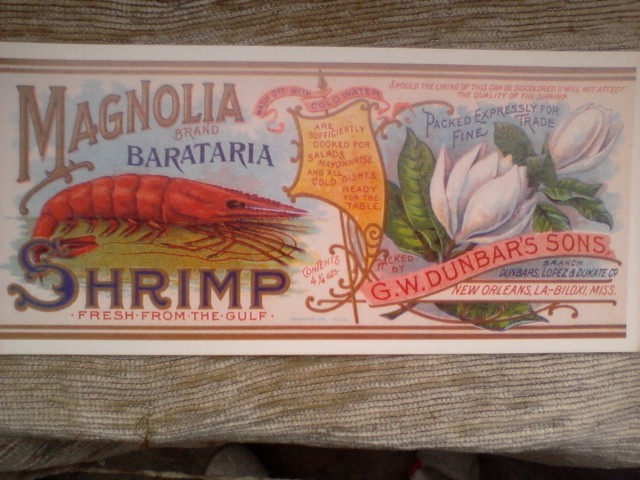 MAGNOLIA
BRAND
BARATARIA
SHRIMP
·FRESH·FROM·THE·GULF·
WASH OFF WITH COLD WATER
ARE
SUFFICIENTLY
COOKED FOR
SALADS
MAYONNAISE
AND ALL
COLD DISHES
READY
FOR THE
TABLE
CONTENTS
4¼ OZS.
SHOULD THE LINING OF THIS CAN BE DISCOLORED IT WILL NOT AFFECT
THE QUALITY OF THE SHRIMP
PACKED EXPRESSLY FOR
FINE TRADE
PACKED
BY
G.W. DUNBAR'S SONS.
BRANCH
DUNBARS, LOPEZ & DUKATE CO
NEW ORLEANS, LA-BILOXI, MISS.